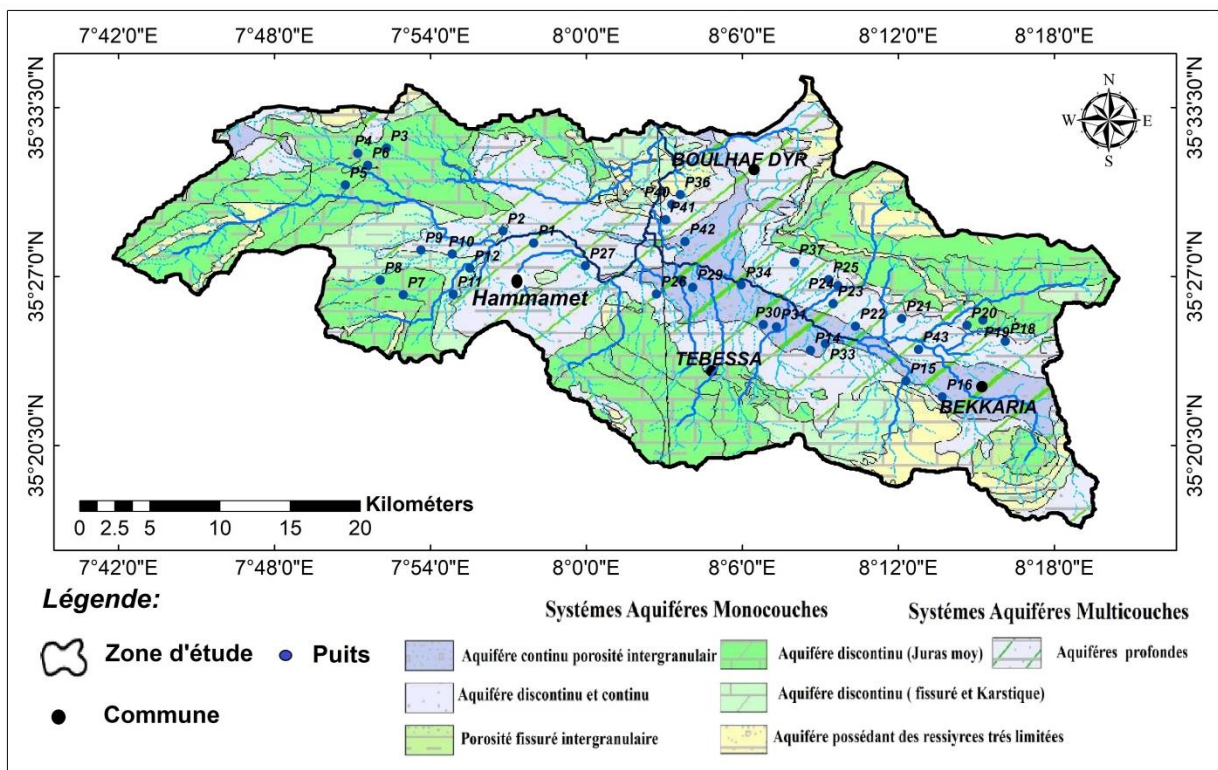 7°42'0"E 7°48'0"E 7°54'0"E 8°0'0"E 8°6'0"E 8°12'0"E 8°18'0"E
35°33'30"N
35°27'0"N
35°20'30"N
35°33'30"N
35°27'0"N
35°20'30"N
N
W E
S
P3
P4
P6
P5
BOULHAF DYR
P40 P36
P41
P2
P1
P42
P9
P10
P12
P27
P37
P8
P7
P11
Hammamet
P26
P29
P34
P25
P24
P23
P30
P31
P22
P21
P20
P19
P18
P14
P33
P43
TEBESSA
P15
P16
BEKKARIA
Kilométers
0 2.5 5 10 15 20
7°42'0"E 7°48'0"E 7°54'0"E 8°0'0"E 8°6'0"E 8°12'0"E 8°18'0"E
Légende:
Zone d'étude
Puits
Commune
Systémes Aquiféres Monocouches
Systémes Aquiféres Multicouches
Aquifére continu porosité intergranulair
Aquifére discontinu (Juras moy)
Aquiféres profondes
Aquifére discontinu et continu
Aquifére discontinu ( fissuré et Karstique)
Porosité fissuré intergranulaire
Aquifére possédant des ressiyrces trés limitées